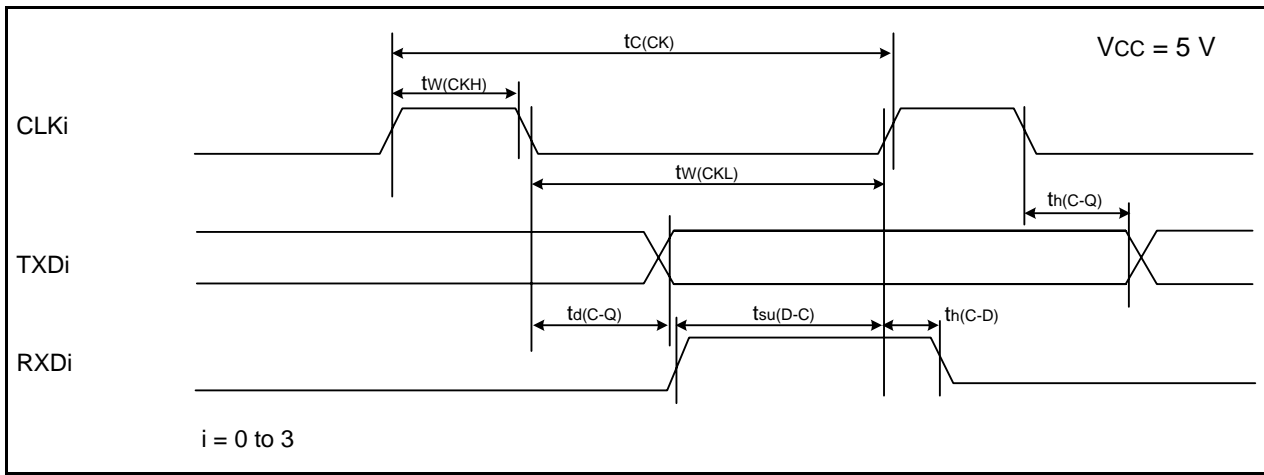 tC(CK)
VCC = 5 V
tW(CKH)
CLKi
tW(CKL)
th(C-Q)
TXDi
td(C-Q)
tsu(D-C)
th(C-D)
RXDi
i = 0 to 3